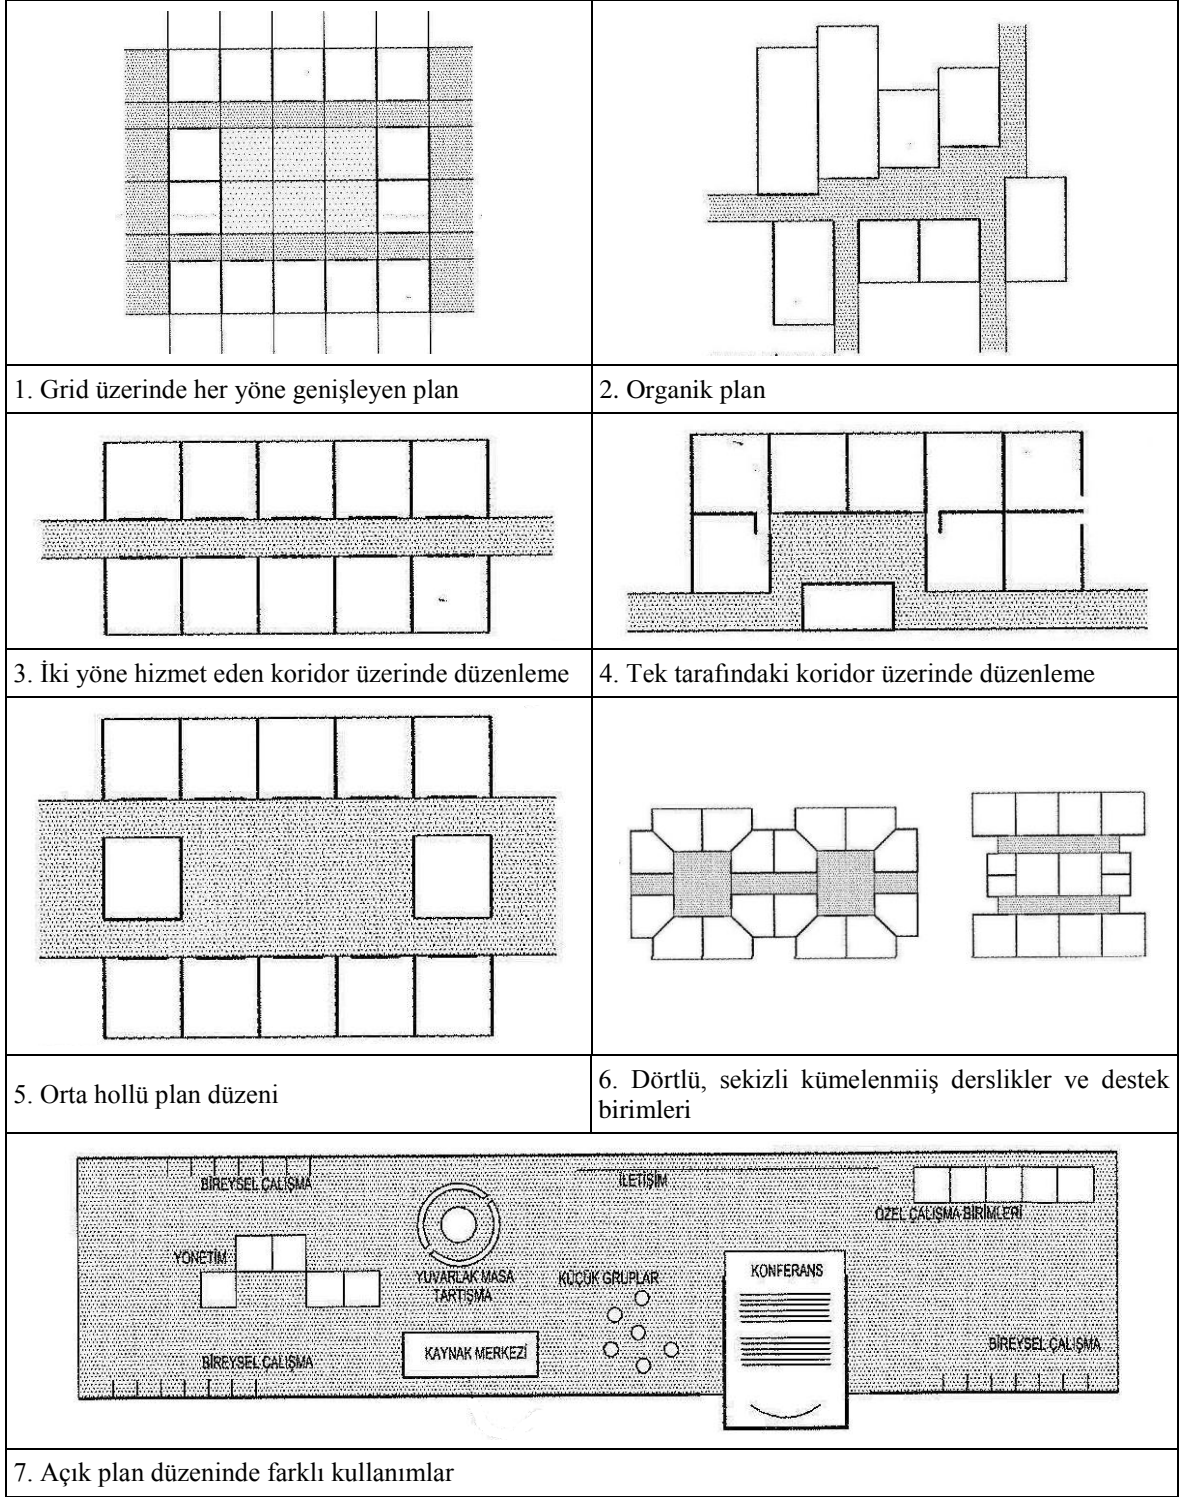 1. Grid üzerinde her yöne genişleyen plan
2. Organik plan
3. İki yöne hizmet eden koridor üzerinde düzenleme
4. Tek tarafındaki koridor üzerinde düzenleme
5. Orta hollü plan düzeni
6. Dörtlü, sekizli kümelenmiiş derslikler ve destek
birimleri
BİREYSEL ÇALIŞMA
İLETİŞİM
ÖZEL ÇALIŞMA BİRİMLERİ
YÖNETİM
YUVARLAK MASA
TARTIŞMA
KÜÇÜK GRUPLAR
KONFERANS
BİREYSEL ÇALIŞMA
KAYNAK MERKEZİ
BİREYSEL ÇALIŞMA
7. Açık plan düzeninde farklı kullanımlar